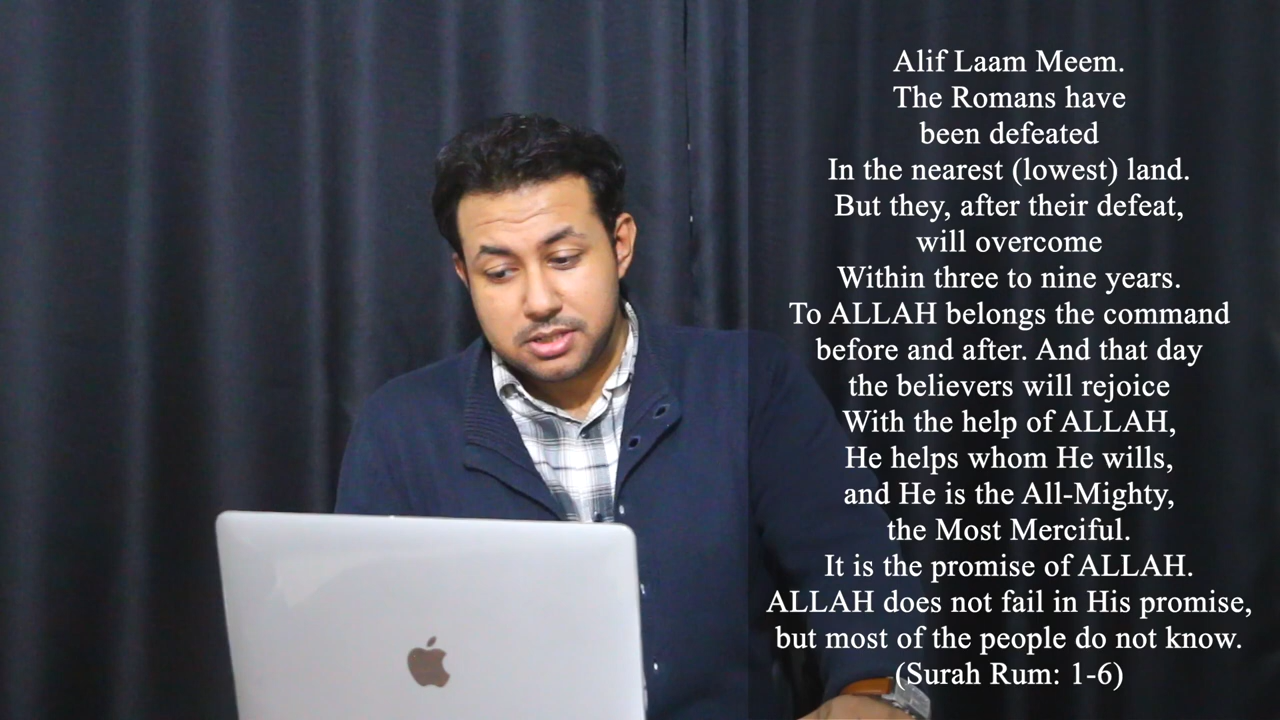 Alif Laam Meem.
The Romans have
been defeated
In the nearest (lowest) land.
But they, after their defeat,
will overcome
Within three to nine years.
To ALLAH belongs the command
before and after. And that day
the believers will rejoice
With the help of ALLAH,
He helps whom He wills,
and He is the All-Mighty,
the Most Merciful.
It is the promise of ALLAH.
ALLAH does not fail in His promise,
but most of the people do not know.
(Surah Rum: 1-6)